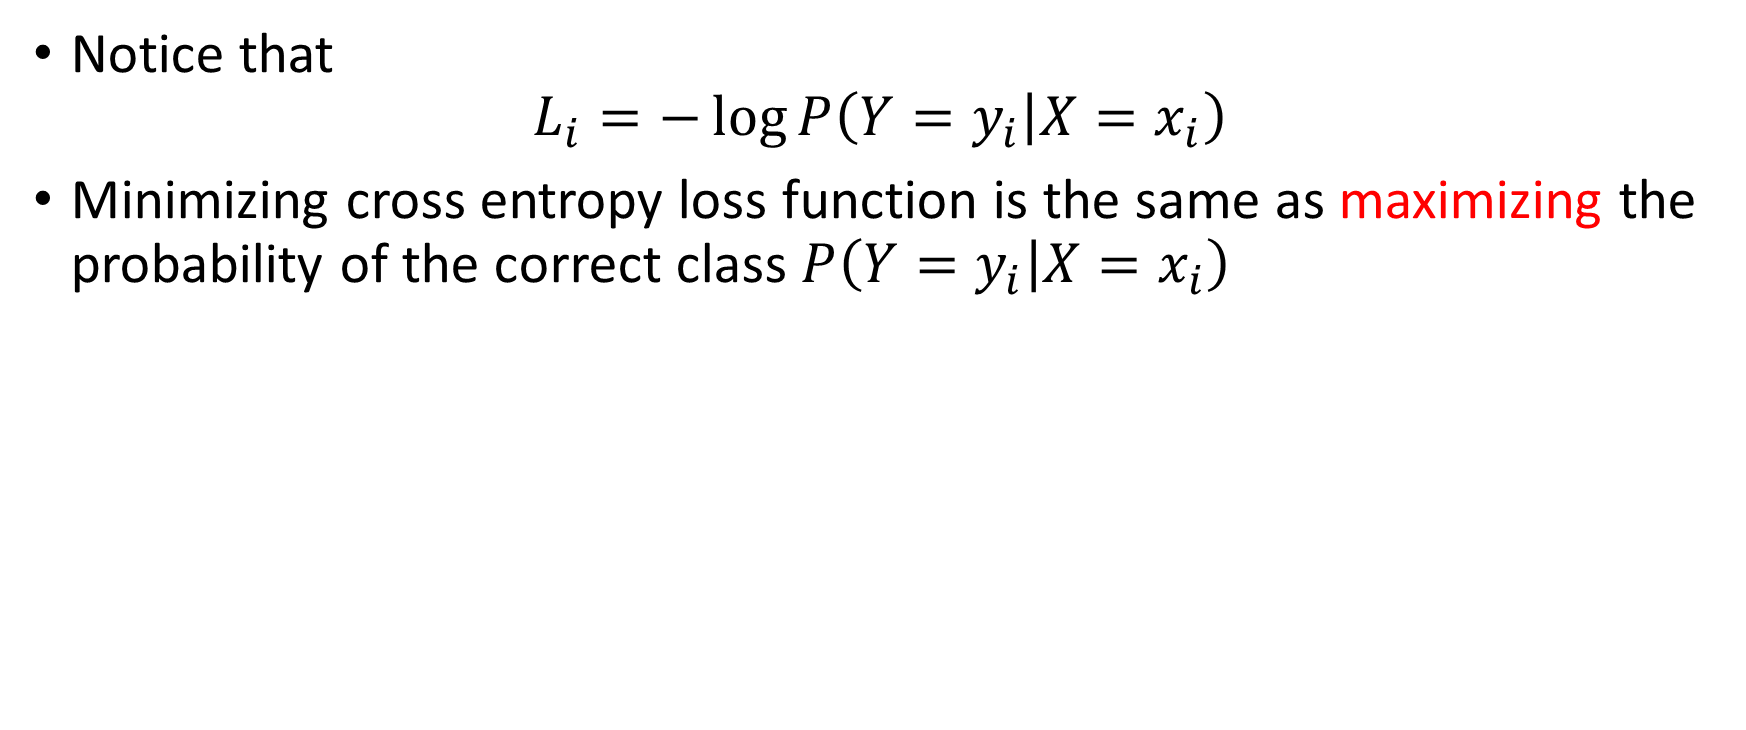 • Notice that
L_i = − log P(Y = y_i|X = x_i)
• Minimizing cross entropy loss function is the same as maximizing the
probability of the correct class P(Y = y_i|X = x_i)